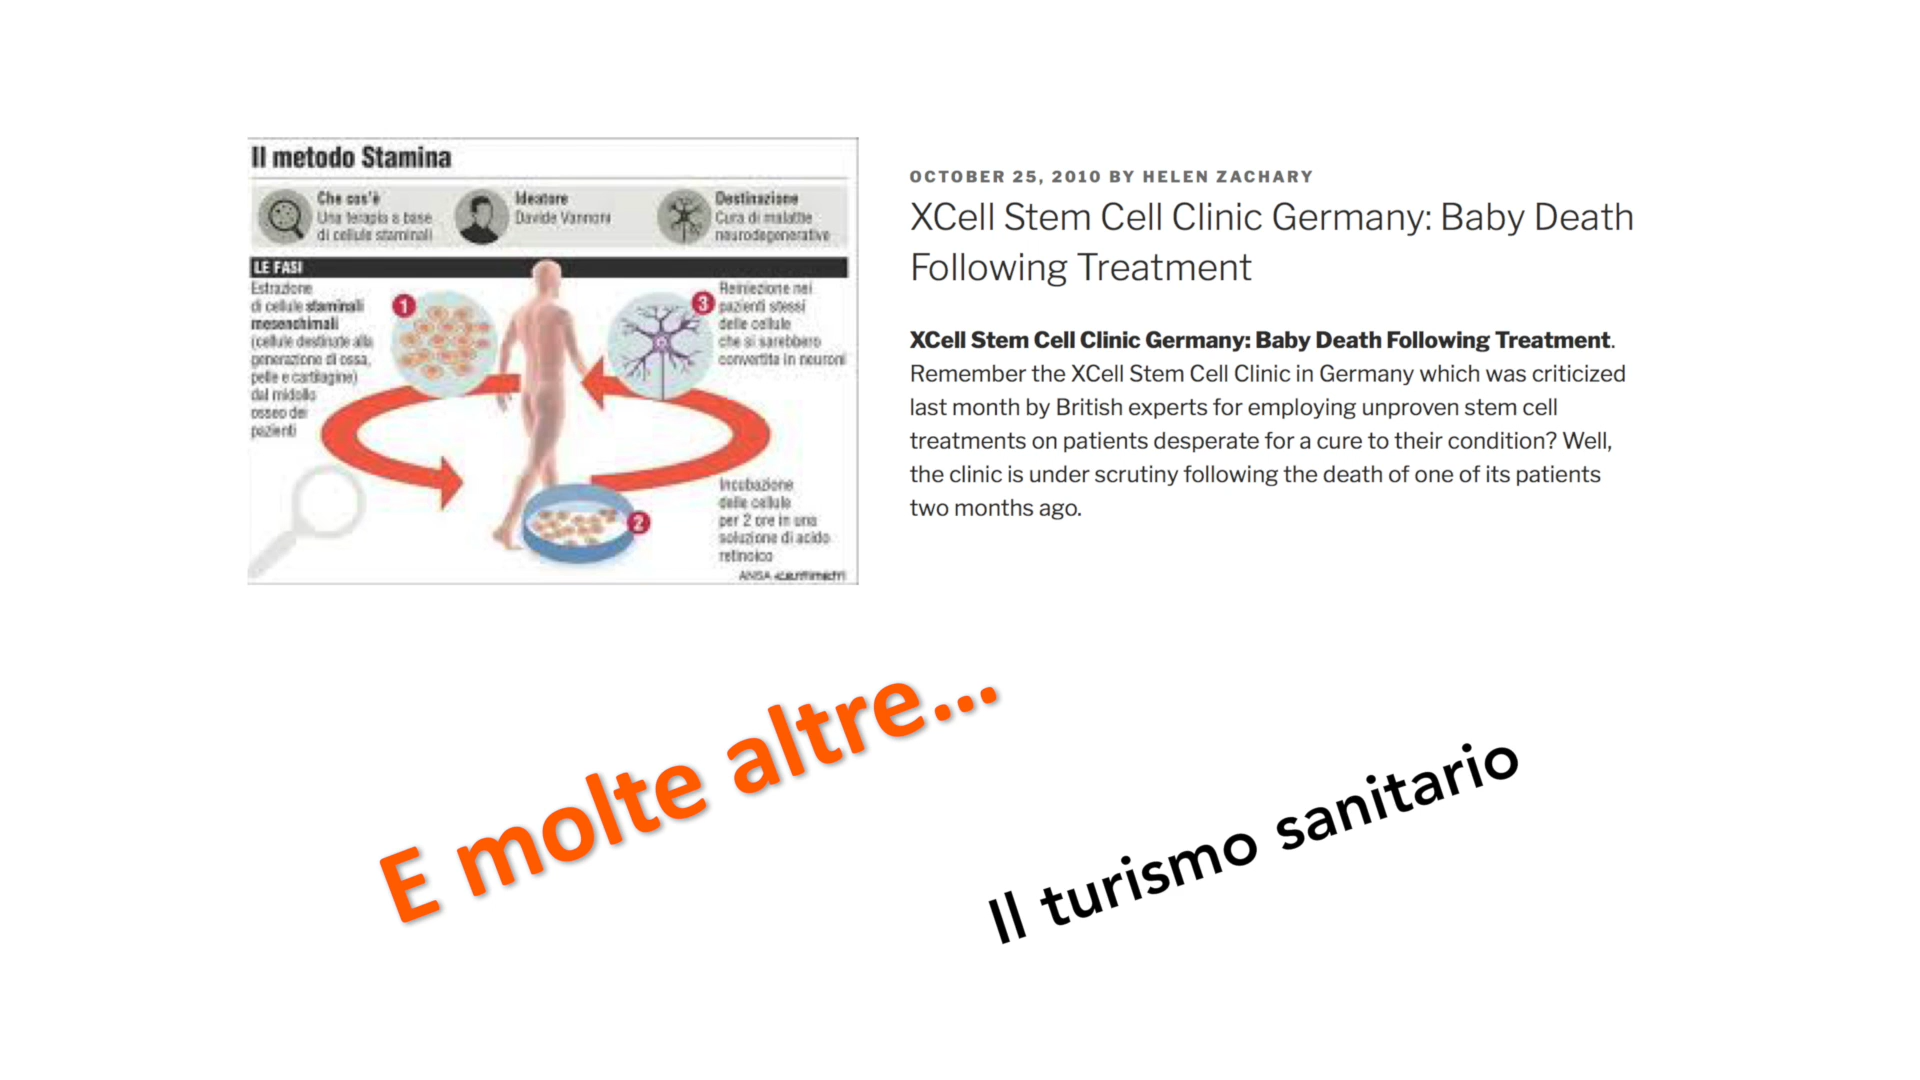 Il metodo Stamina
Che cos'è
Una terapia a base
di cellule staminali
Ideatore
Davide Vannoni
Destinazione
Cura di malattie
neurodegenerative
LE FASI
Estrazione
di cellule staminali
mesenchimali
(cellule destinate alla
generazione di ossa,
pelle e cartilagine)
dal midollo
osseo dei
pazienti
1
3
Reiniezione nei
pazienti stessi
delle cellule
che si sarebbero
convertite in neuroni
2
Incubazione
delle cellule
per 2 ore in una
soluzione di acido
retinoico
ANSA centimetri
OCTOBER 25, 2010 BY HELEN ZACHARY
XCell Stem Cell Clinic Germany: Baby Death
Following Treatment
XCell Stem Cell Clinic Germany: Baby Death Following Treatment.
Remember the XCell Stem Cell Clinic in Germany which was criticized
last month by British experts for employing unproven stem cell
treatments on patients desperate for a cure to their condition? Well,
the clinic is under scrutiny following the death of one of its patients
two months ago.
E molte altre...
Il turismo sanitario